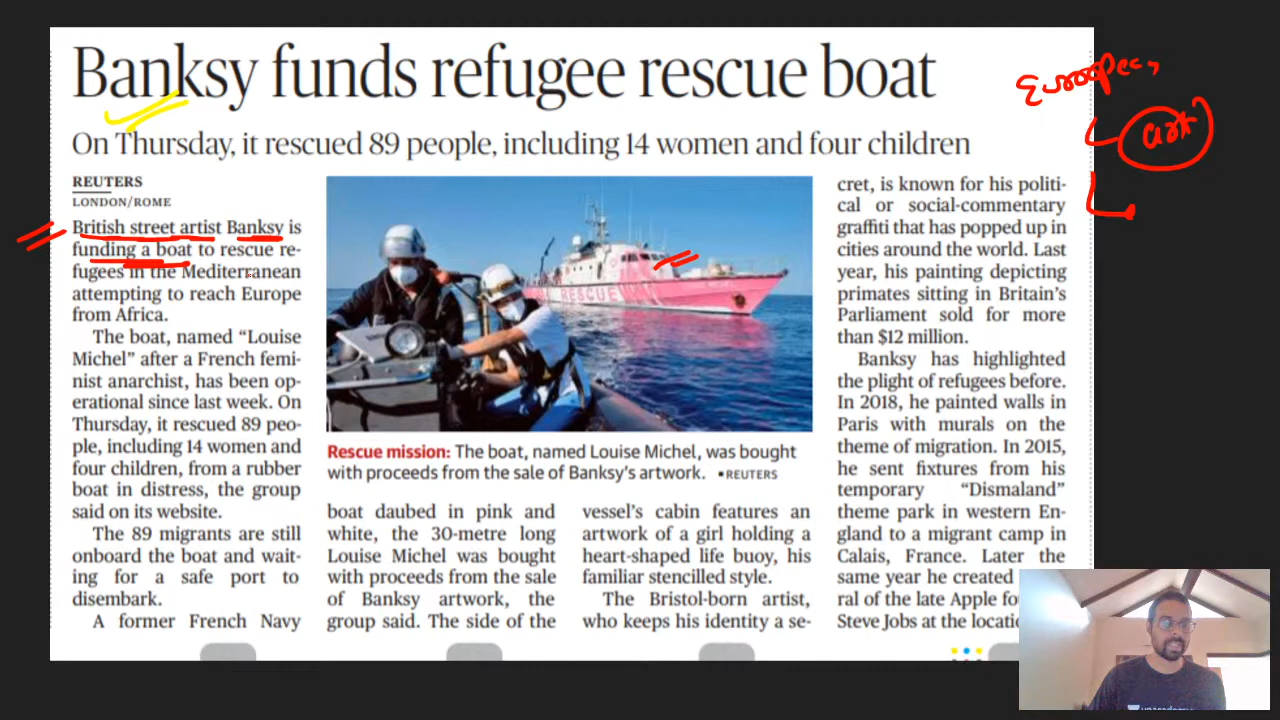 Banksy funds refugee rescue boat
On Thursday, it rescued 89 people, including 14 women and four children
REUTERS
LONDON/ROME
British street artist Banksy is
funding a boat to rescue re-
fugees in the Mediterranean
attempting to reach Europe
from Africa.
The boat, named “Louise
Michel” after a French femi-
nist anarchist, has been op-
erational since last week. On
Thursday, it rescued 89 peo-
ple, including 14 women and
four children, from a rubber
boat in distress, the group
said on its website.
The 89 migrants are still
onboard the boat and wait-
ing for a safe port to
disembark.
A former French Navy
RESCUE
Rescue mission: The boat, named Louise Michel, was bought
with proceeds from the sale of Banksy’s artwork. ▪REUTERS
boat daubed in pink and
white, the 30-metre long
Louise Michel was bought
with proceeds from the sale
of Banksy artwork, the
group said. The side of the
vessel’s cabin features an
artwork of a girl holding a
heart-shaped life buoy, his
familiar stencilled style.
The Bristol-born artist,
who keeps his identity a se-
cret, is known for his politi-
cal or social-commentary
graffiti that has popped up in
cities around the world. Last
year, his painting depicting
primates sitting in Britain’s
Parliament sold for more
than $12 million.
Banksy has highlighted
the plight of refugees before.
In 2018, he painted walls in
Paris with murals on the
theme of migration. In 2015,
he sent fixtures from his
temporary “Dismaland”
theme park in western En-
gland to a migrant camp in
Calais, France. Later the
same year he created
ral of the late Apple fo
Steve Jobs at the locati
art